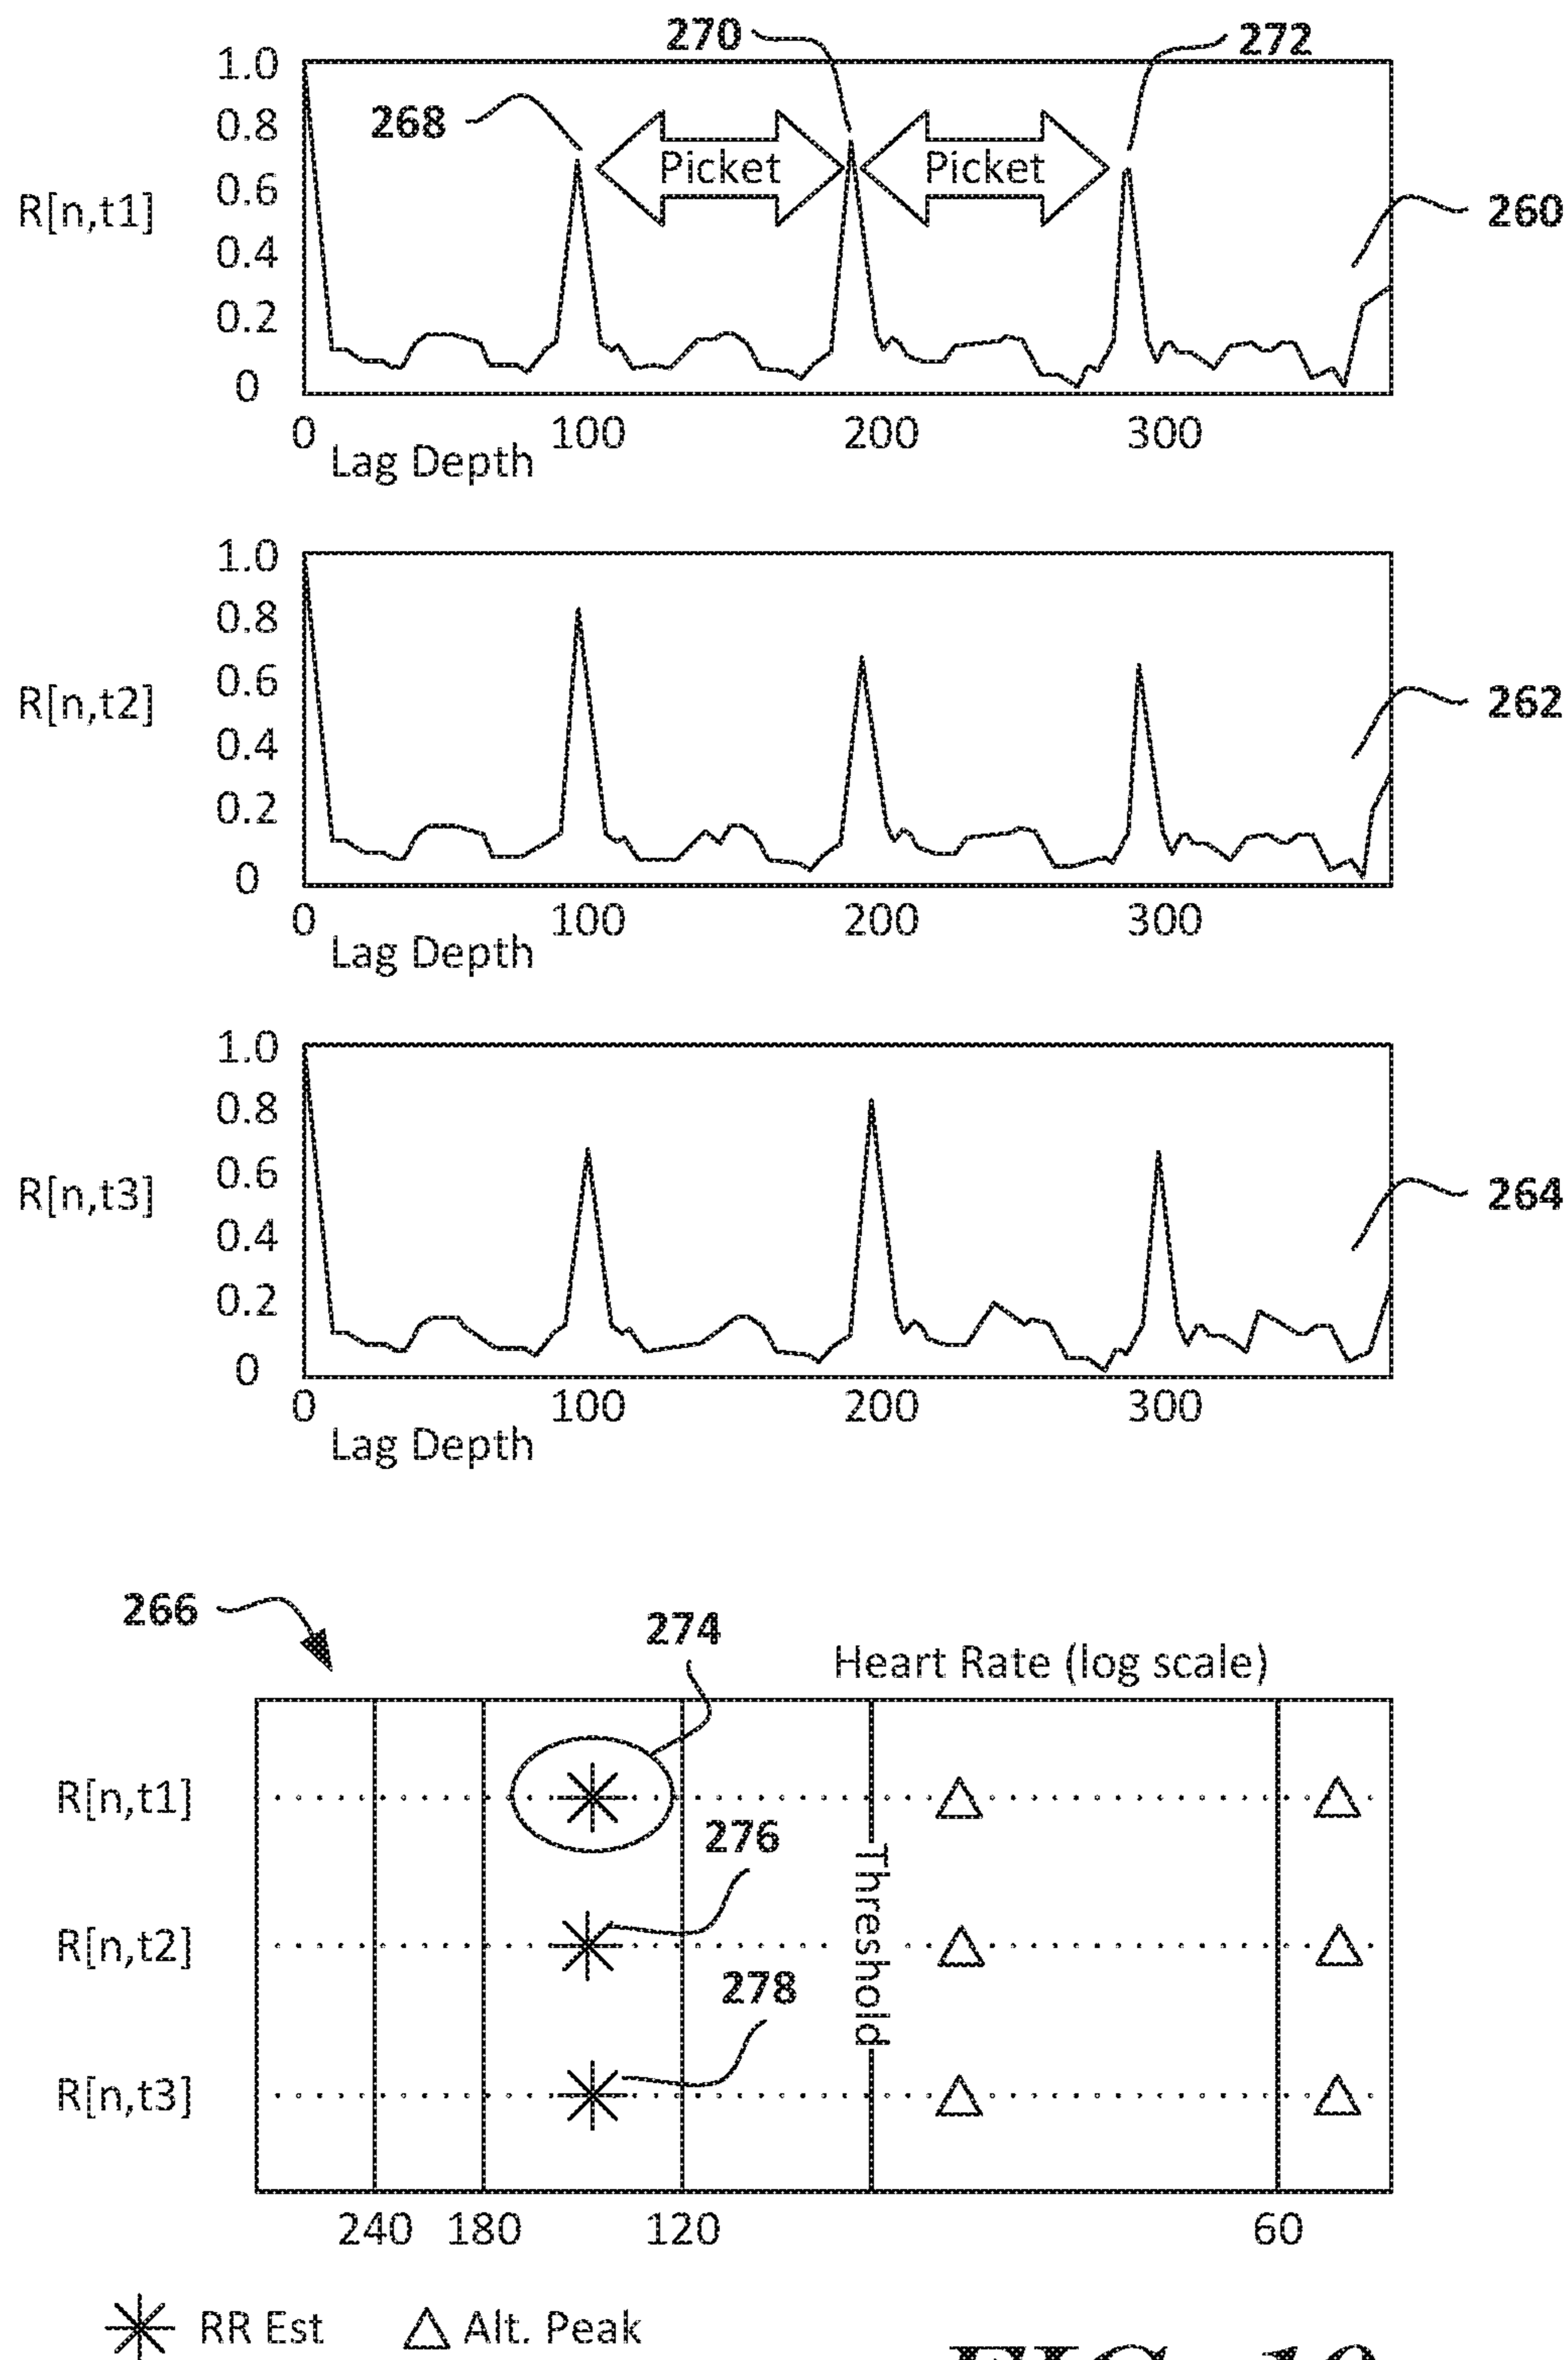 270
272
268
1.0
0.8
0.6
0.4
0.2
0
R[n,t1]
Picket
Picket
260
0 100 200 300
Lag Depth
1.0
0.8
0.6
0.4
0.2
0
R[n,t2]
262
0 100 200 300
Lag Depth
1.0
0.8
0.6
0.4
0.2
0
R[n,t3]
264
0 100 200 300
Lag Depth
266
274
Heart Rate (log scale)
R[n,t1]
276
R[n,t2]
Threshold
278
R[n,t3]
240 180 120 60
RR Est
Alt. Peak